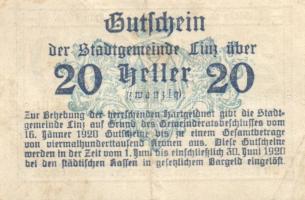 Gutschein
der Stadtgemeinde Linz über
20 Heller 20
(zwanzig)
Zur Behebung der herrschenden Hartgeldnot gibt die Stadt-
gemeinde Linz auf Grund des Gemeinderatsbeschlusses vom
16. Jänner 1920 Gutscheine bis zu einem Gesamtbetrage
von viermalhunderttausend Kronen aus. Diese Gutscheine
werden in der Zeit vom 1. Juni bis einschließlich 30. Juni 1920
bei den städtischen Kassen in gesetzlichem Bargeld eingelöst.